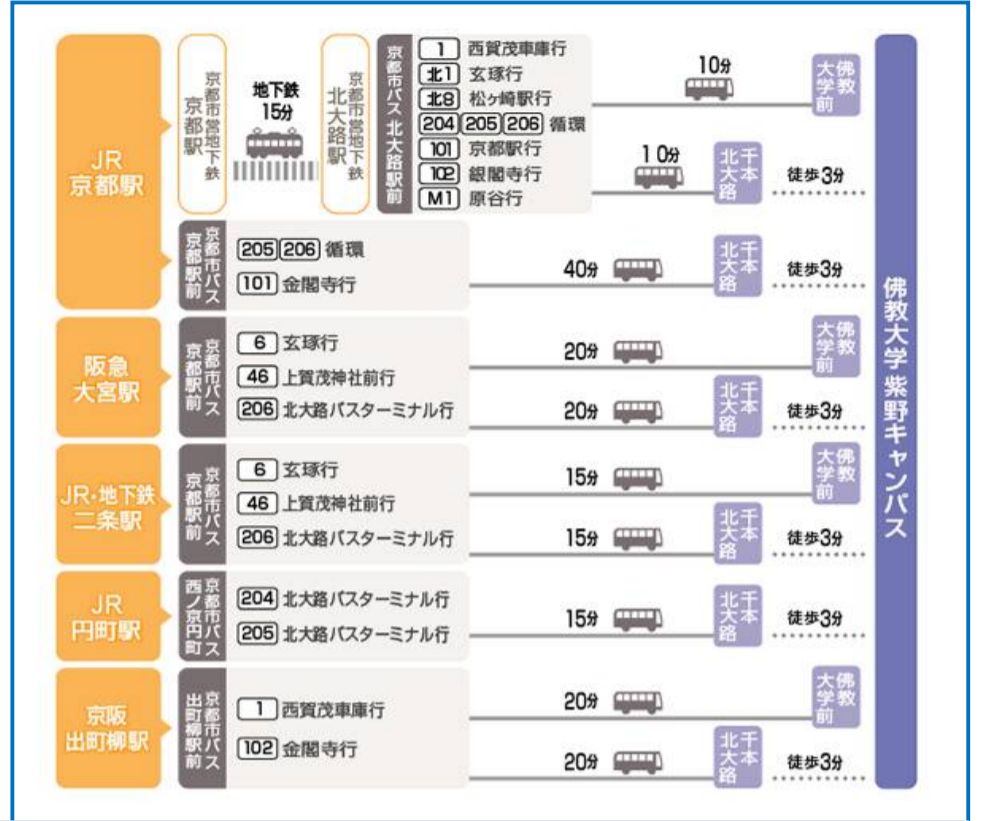 JR
京都駅
京都市営地下鉄
京都駅
地下鉄
15分
京都市営地下鉄
北大路駅
京都市バス 北大路駅前
1 西賀茂車庫行
北1 玄琢行
北8 松ヶ崎駅行
204 205 206 循環
101 京都駅行
102 銀閣寺行
M1 原谷行
10分
佛教
大学前
10分
千本
北大路
徒歩3分
京都市バス
京都駅前
205 206 循環
101 金閣寺行
40分
千本
北大路
徒歩3分
阪急
大宮駅
京都市バス
京都駅前
6 玄琢行
46 上賀茂神社前行
206 北大路バスターミナル行
20分
佛教
大学前
20分
千本
北大路
徒歩3分
JR・地下鉄
二条駅
京都市バス
京都駅前
6 玄琢行
46 上賀茂神社前行
206 北大路バスターミナル行
15分
佛教
大学前
15分
千本
北大路
徒歩3分
JR
円町駅
京都市バス
西ノ京円町
204 北大路バスターミナル行
205 北大路バスターミナル行
15分
千本
北大路
徒歩3分
京阪
出町柳駅
京都市バス
出町柳駅前
1 西賀茂車庫行
102 金閣寺行
20分
佛教
大学前
20分
千本
北大路
徒歩3分
佛教大学 紫野キャンパス